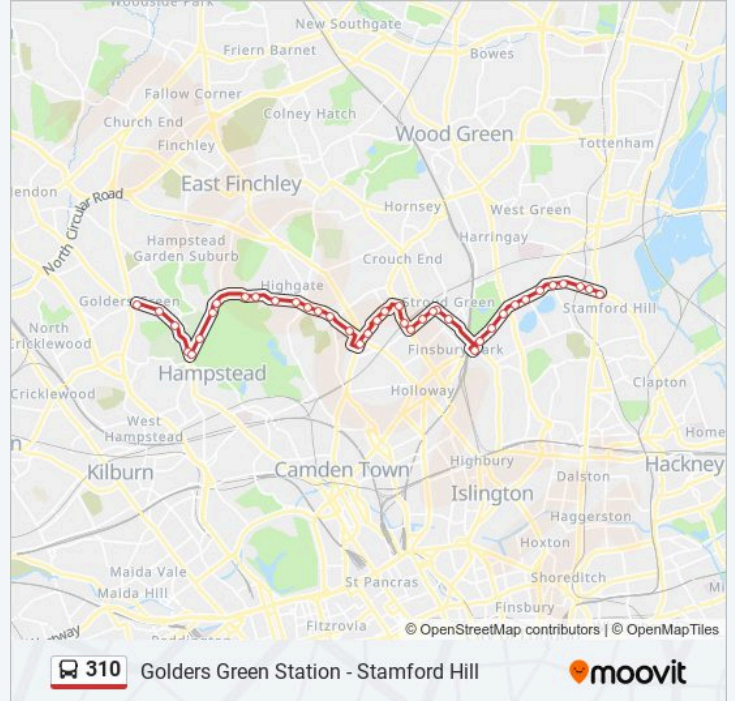 Woodside Park
New Southgate
Friern Barnet
Bowes
Fallow Corner
Colney Hatch
Church End
Wood Green
Finchley
Tottenham
East Finchley
lendon
North Circular Road
Hornsey
West Green
Hampstead
Garden Suburb
Harringay
Crouch End
Highgate
Golders Green
Stroud Green
Stamford Hill
North
Cricklewood
Finsbury Park
Hampstead
Cricklewood
Holloway
Clapton
West
Hampstead
Home
n
Kilburn
Camden Town
Highbury
Hackney
Dalston
Islington
Haggerston
Hoxton
Maida Vale
St Pancras
Shoreditch
Mi
Maida Hill
Finsbury
Fitzrovia
© OpenStreetMap contributors | © OpenMapTiles
310 Golders Green Station - Stamford Hill
moovit